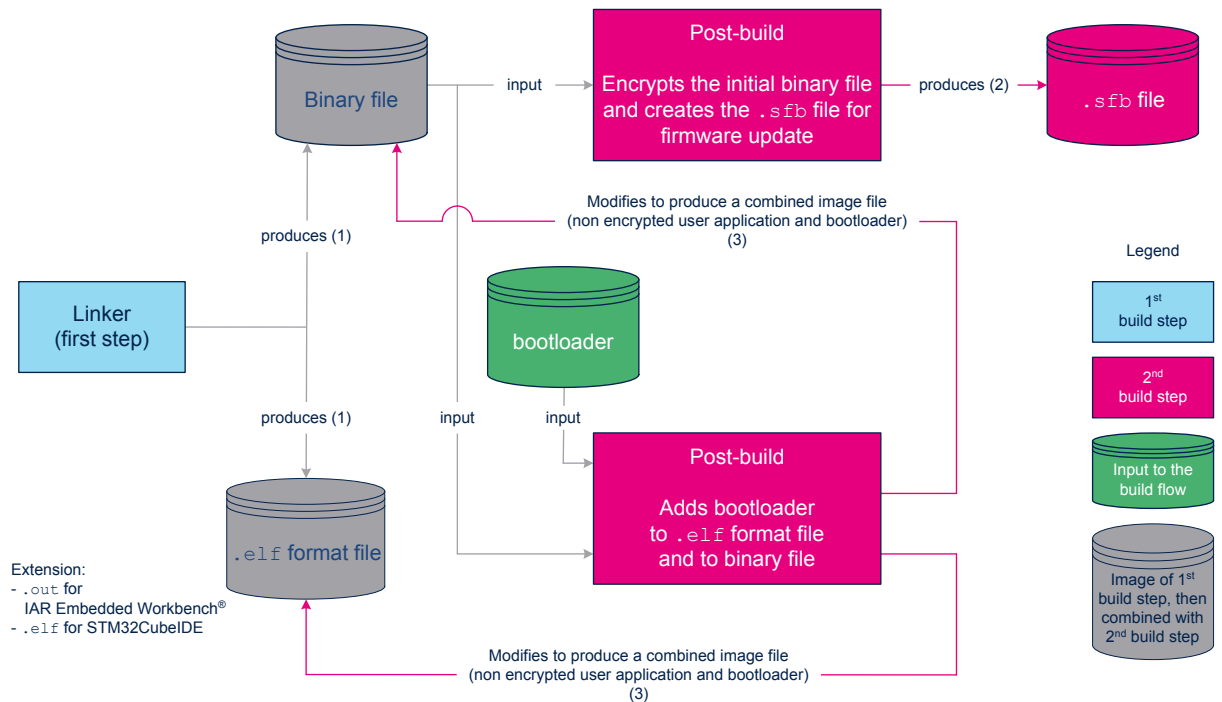 Binary file
input
Post-build
Encrypts the initial binary file
and creates the .sfb file for
firmware update
produces (2)
.sfb file
Modifies to produce a combined image file
(non encrypted user application and bootloader)
(3)
produces (1)
Linker
(first step)
bootloader
produces (1)
input
input
Post-build
Adds bootloader
to .elf format file
and to binary file
.elf format file
Extension:
- .out for
IAR Embedded Workbench®
- .elf for STM32CubeIDE
Modifies to produce a combined image file
(non encrypted user application and bootloader)
(3)
Legend
1st
build step
2nd
build step
Input to the
build flow
Image of 1st
build step, then
combined with
2nd build step